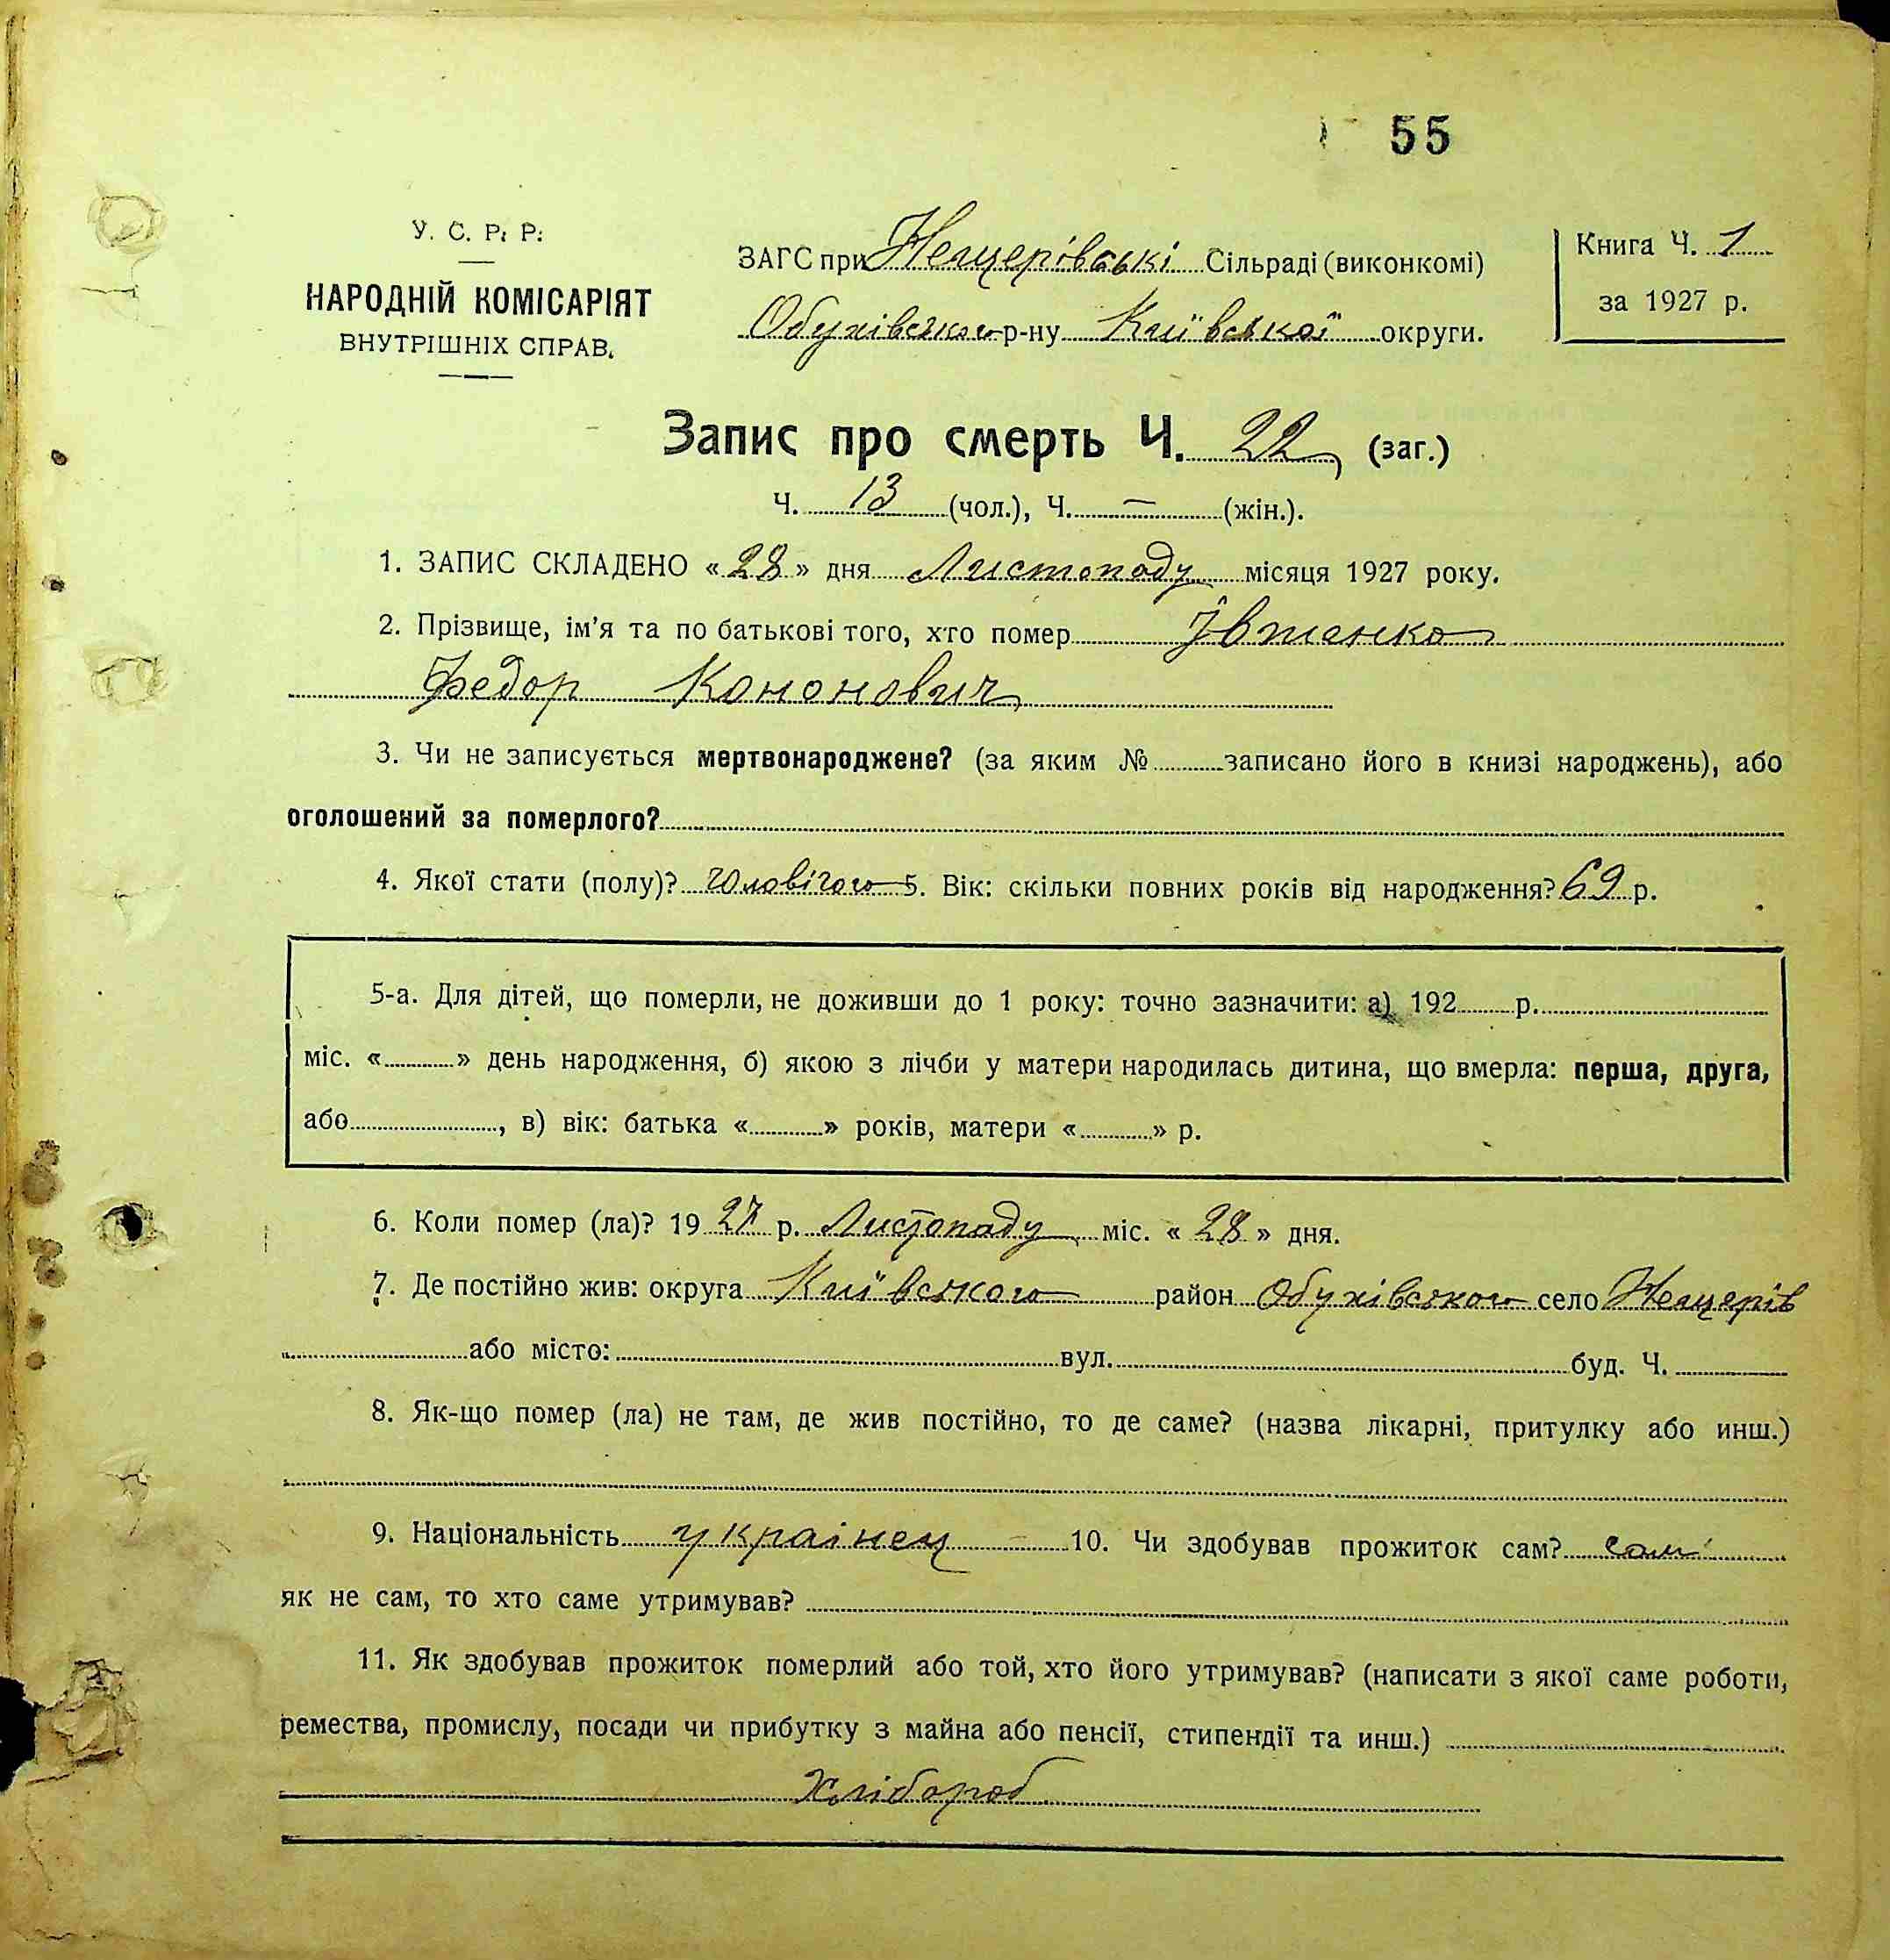 55
У. С. Р. Р.
НАРОДНІЙ КОМІСАРІЯТ
ВНУТРІШНІХ СПРАВ.
ЗАГС при Нещерівські Сільраді (виконкомі)
Обухівського р-ну Київської округи.
Книга Ч. 1
за 1927 р.
Запис про смерть Ч. 22 (заг.)
Ч. 13 (чол.), Ч. — (жін.).
1. ЗАПИС СКЛАДЕНО «28» дня Листопаду місяця 1927 року.
2. Прізвище, ім'я та по батькові того, хто помер Івченко
Федор Кононович
3. Чи не записується мертвонароджене? (за яким № записано його в книзі народжень), або
оголошений за померлого?
4. Якої стати (полу)? чоловічого 5. Вік: скільки повних років від народження? 69 р.
5-а. Для дітей, що померли, не доживши до 1 року: точно зазначити: а) 192 р.
міс. « » день народження, б) якою з лічби у матери народилась дитина, що вмерла: перша, друга,
або , в) вік: батька « » років, матери « » р.
6. Коли помер (ла)? 1927 р. Листопаду міс. «28» дня.
7. Де постійно жив: округа Київського район Обухівського село Нещерів
або місто: вул. буд. Ч.
8. Як-що помер (ла) не там, де жив постійно, то де саме? (назва лікарні, притулку або инш.)
9. Національність українец 10. Чи здобував прожиток сам? сам
як не сам, то хто саме утримував?
11. Як здобував прожиток померлий або той, хто його утримував? (написати з якої саме роботи,
ремества, промислу, посади чи прибутку з майна або пенсії, стипендії та инш.)
Хлібороб